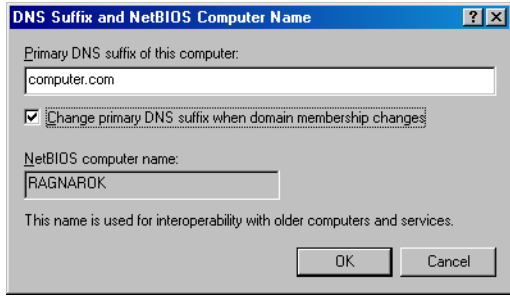 DNS Suffix and NetBIOS Computer Name
Primary DNS suffix of this computer:
computer.com
Change primary DNS suffix when domain membership changes
NetBIOS computer name:
RAGNAROK
This name is used for interoperability with older computers and services.
OK Cancel